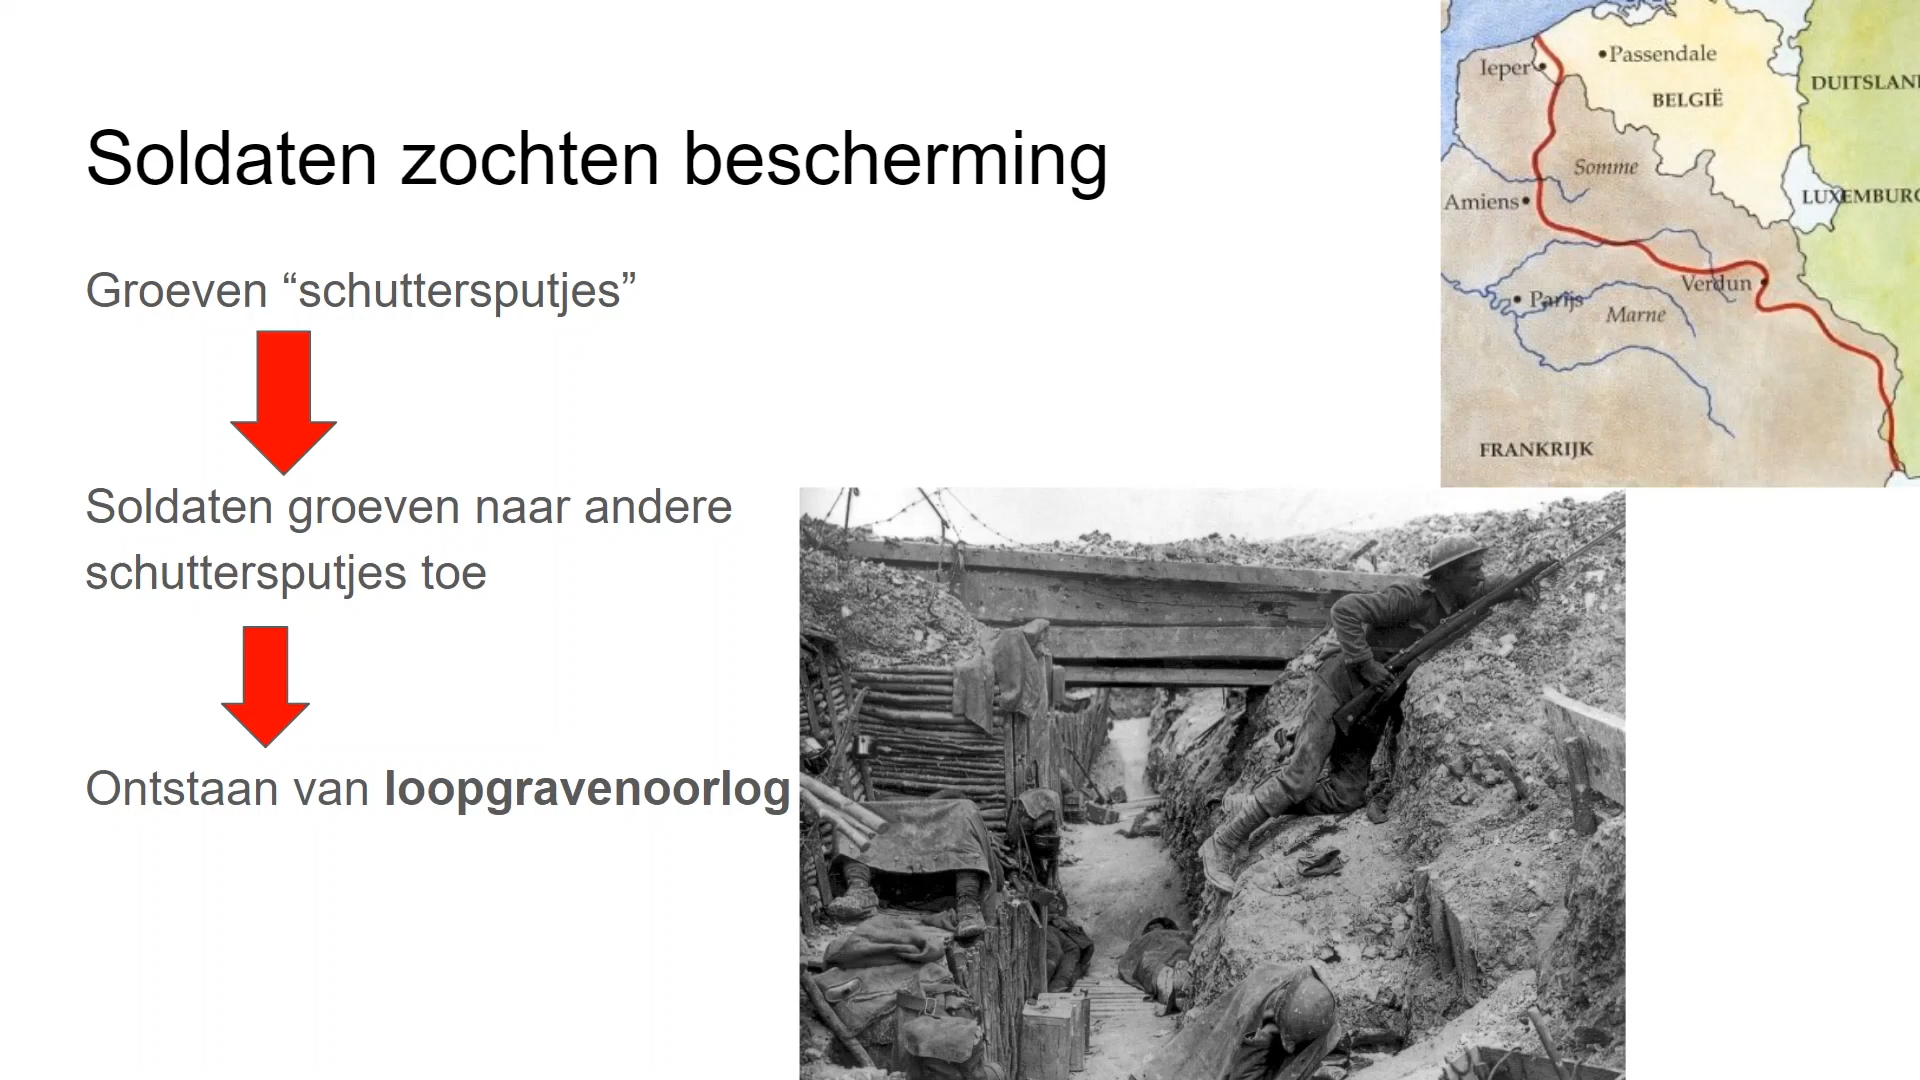 Soldaten zochten bescherming
Groeven “schuttersputjes”
Soldaten groeven naar andere
schuttersputjes toe
Ontstaan van loopgravenoorlog
Passendale
Ieper
BELGIË
DUITSLAN
Somme
LUXEMBURG
Amiens
Verdun
Parijs
Marne
FRANKRIJK